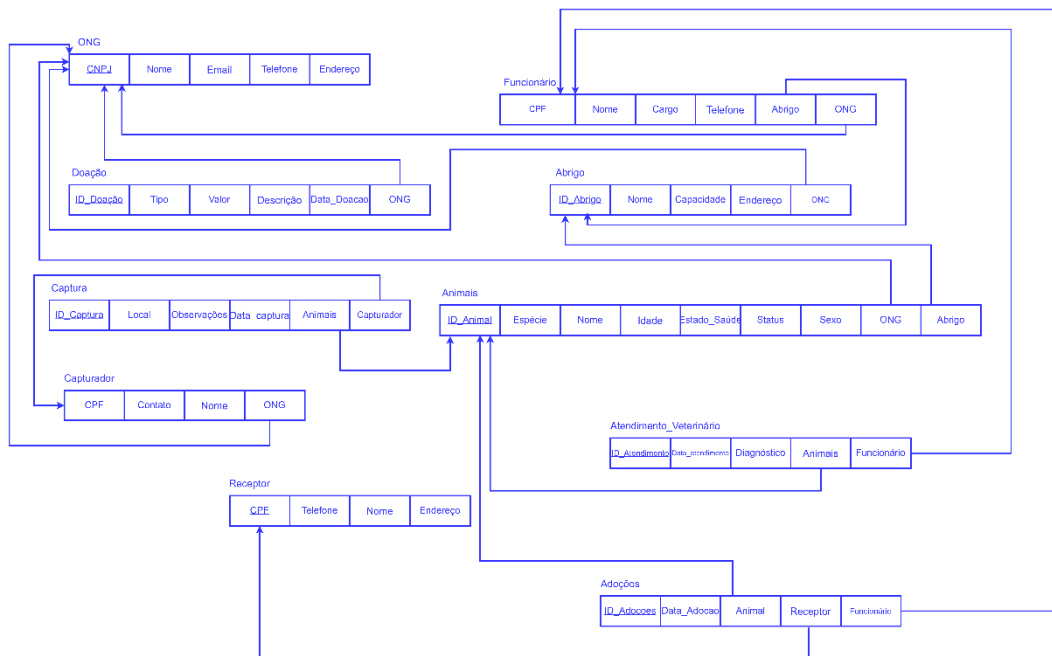 ONG
CNPJ Nome Email Telefone Endereço
Funcionário
CPF Nome Cargo Telefone Abrigo ONG
Doação
ID_Doação Tipo Valor Descrição Data_Doacao ONG
Abrigo
ID_Abrigo Nome Capacidade Endereço ONG
Captura
ID_Captura Local Observações Data captura Animais Capturador
Animais
ID_Animal Espécie Nome Idade Estado_Saúde Status Sexo ONG Abrigo
Capturador
CPF Contato Nome ONG
Atendimento_Veterinário
ID_Atendimento Data_atendimento Diagnóstico Animais Funcionário
Receptor
CPF Telefone Nome Endereço
Adoções
ID_Adocoes Data_Adocao Animal Receptor Funcionário